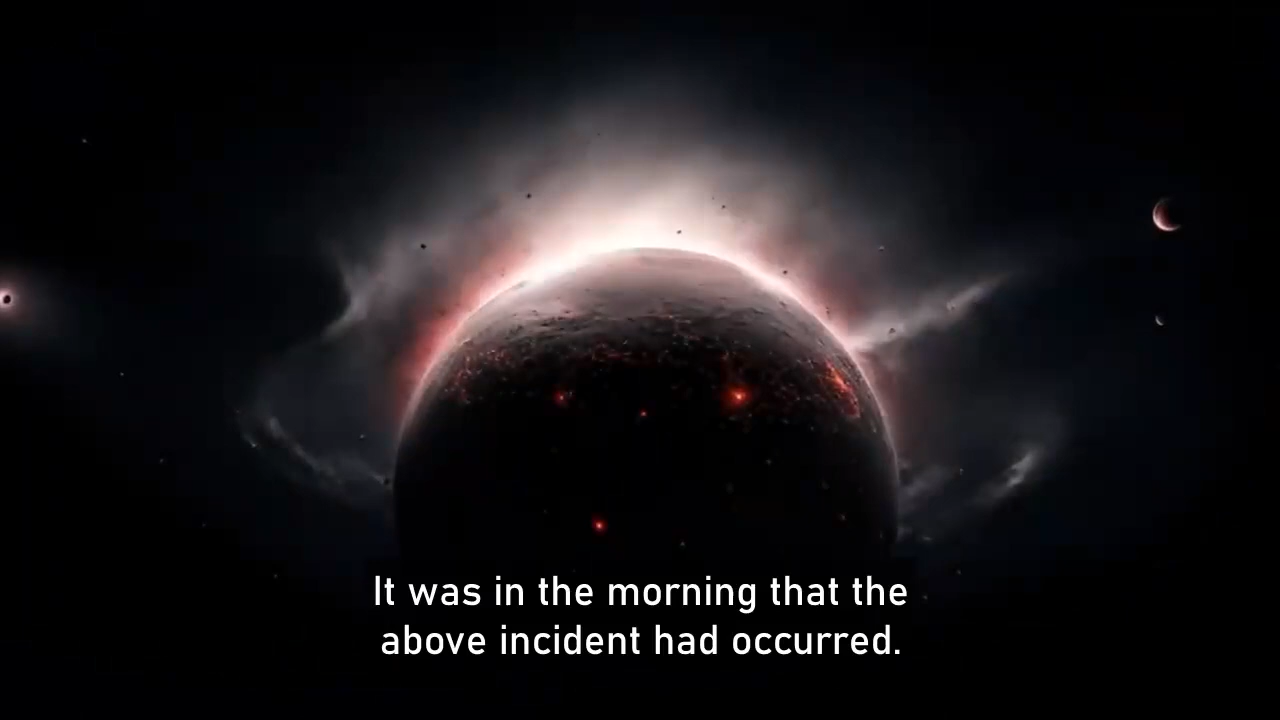 It was in the morning that the
above incident had occurred.